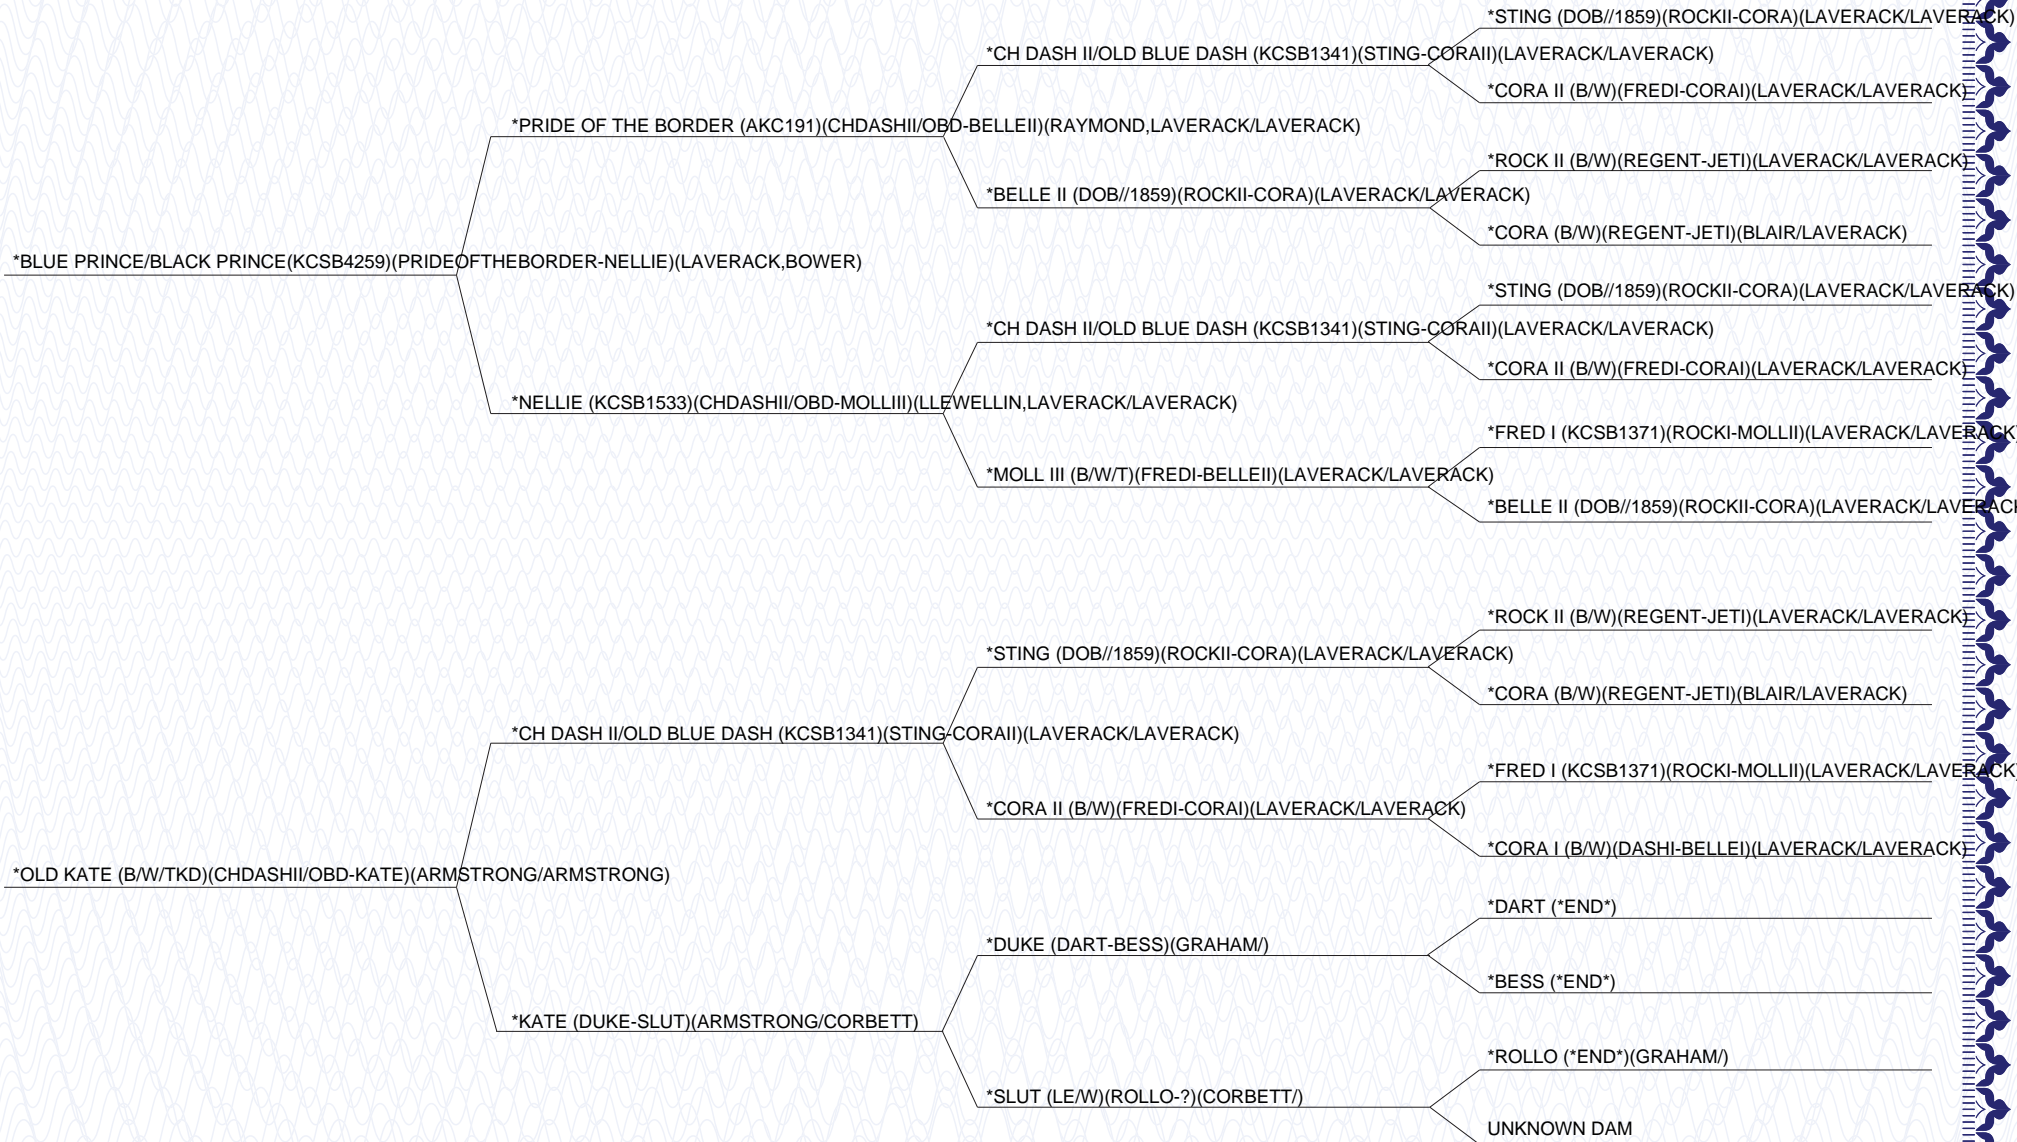 *STING (DOB//1859)(ROCKII-CORA)(LAVERACK/LAVERACK)
*CH DASH II/OLD BLUE DASH (KCSB1341)(STING-CORAII)(LAVERACK/LAVERACK)
*CORA II (B/W)(FREDI-CORAI)(LAVERACK/LAVERACK)
*PRIDE OF THE BORDER (AKC191)(CHDASHII/OBD-BELLEII)(RAYMOND,LAVERACK/LAVERACK)
*ROCK II (B/W)(REGENT-JETI)(LAVERACK/LAVERACK)
*BELLE II (DOB//1859)(ROCKII-CORA)(LAVERACK/LAVERACK)
*CORA (B/W)(REGENT-JETI)(BLAIR/LAVERACK)
*BLUE PRINCE/BLACK PRINCE(KCSB4259)(PRIDEOFTHEBORDER-NELLIE)(LAVERACK,BOWER)
*STING (DOB//1859)(ROCKII-CORA)(LAVERACK/LAVERACK)
*CH DASH II/OLD BLUE DASH (KCSB1341)(STING-CORAII)(LAVERACK/LAVERACK)
*CORA II (B/W)(FREDI-CORAI)(LAVERACK/LAVERACK)
*NELLIE (KCSB1533)(CHDASHII/OBD-MOLLIII)(LLEWELLIN,LAVERACK/LAVERACK)
*FRED I (KCSB1371)(ROCKI-MOLLII)(LAVERACK/LAVERACK)
*MOLL III (B/W/T)(FREDI-BELLEII)(LAVERACK/LAVERACK)
*BELLE II (DOB//1859)(ROCKII-CORA)(LAVERACK/LAVERACK
*ROCK II (B/W)(REGENT-JETI)(LAVERACK/LAVERACK)
*STING (DOB//1859)(ROCKII-CORA)(LAVERACK/LAVERACK)
*CORA (B/W)(REGENT-JETI)(BLAIR/LAVERACK)
*CH DASH II/OLD BLUE DASH (KCSB1341)(STING-CORAII)(LAVERACK/LAVERACK)
*FRED I (KCSB1371)(ROCKI-MOLLII)(LAVERACK/LAVERACK)
*CORA II (B/W)(FREDI-CORAI)(LAVERACK/LAVERACK)
*CORA I (B/W)(DASHI-BELLEI)(LAVERACK/LAVERACK)
*OLD KATE (B/W/TKD)(CHDASHII/OBD-KATE)(ARMSTRONG/ARMSTRONG)
*DART (*END*)
*DUKE (DART-BESS)(GRAHAM/)
*BESS (*END*)
*KATE (DUKE-SLUT)(ARMSTRONG/CORBETT)
*ROLLO (*END*)(GRAHAM/)
*SLUT (LE/W)(ROLLO-?)(CORBETT/)
UNKNOWN DAM